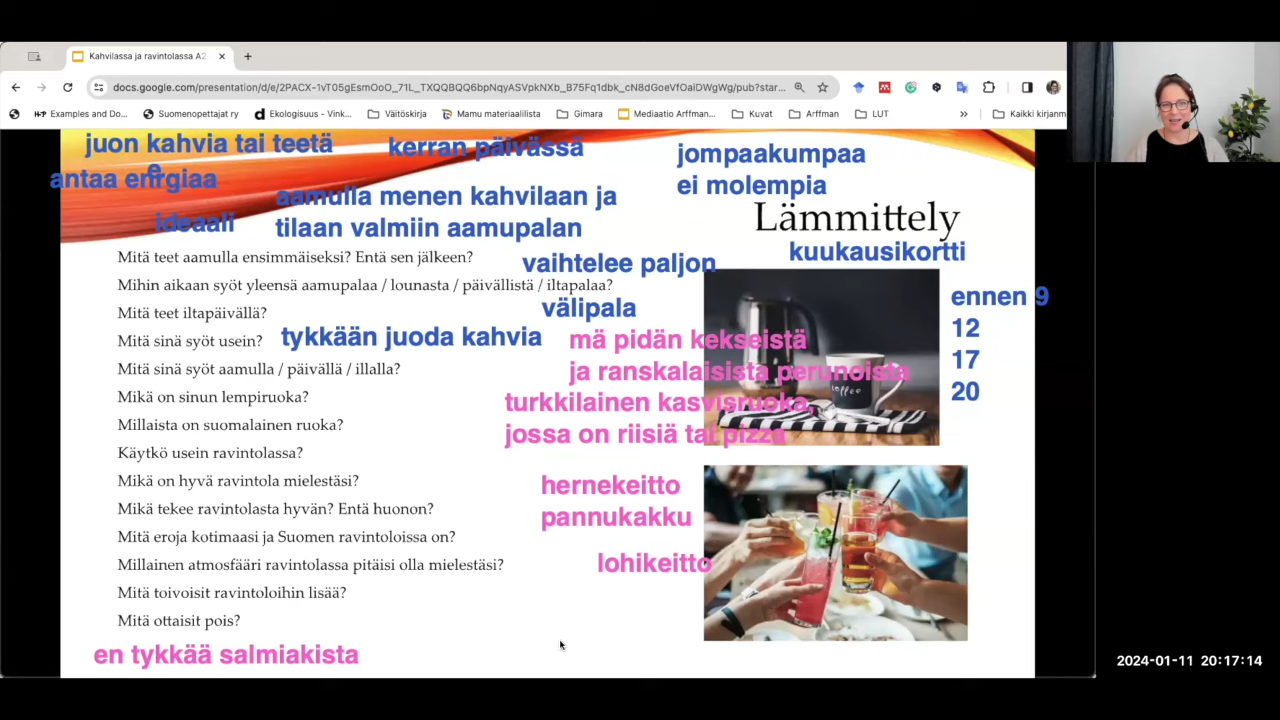 Kahvilassa ja ravintolassa A2
docs.google.com/presentation/d/e/2PACX-1vT05gEsmOoO_71L_TXQQBQQ6bpNqyASVpkNXb_B75Fq1dbk_cN8dGoeVfOaiDWgWg/pub?star...
Examples and Do...
Suomenopettajat ry
Ekologisuus - Vink...
Väitöskirja
Mamu materiaalilista
Gimara
Mediaatio Arffman...
Kuvat
Arffman
LUT
»
Kaikki kirjanm
juon kahvia tai teetä
kerran päivässä
jompaakumpaa
ei molempia
e
antaa enrgiaa
aamulla menen kahvilaan ja
tilaan valmiin aamupalan
ideaali
Lämmittely
kuukausikortti
Mitä teet aamulla ensimmäiseksi? Entä sen jälkeen?
vaihtelee paljon
Mihin aikaan syöt yleensä aamupalaa / lounasta / päivällistä / iltapalaa?
ennen 9
12
17
20
Mitä teet iltapäivällä?
välipala
Mitä sinä syöt usein?
tykkään juoda kahvia
mä pidän kekseistä
ja ranskalaisista perunoista
Mitä sinä syöt aamulla / päivällä / illalla?
Mikä on sinun lempiruoka?
turkkilainen kasvisruoka,
jossa on riisiä tai pizza
coffee
Millaista on suomalainen ruoka?
Käytkö usein ravintolassa?
Mikä on hyvä ravintola mielestäsi?
hernekeitto
pannukakku
Mikä tekee ravintolasta hyvän? Entä huonon?
Mitä eroja kotimaasi ja Suomen ravintoloissa on?
Millainen atmosfääri ravintolassa pitäisi olla mielestäsi?
lohikeitto
Mitä toivoisit ravintoloihin lisää?
Mitä ottaisit pois?
en tykkää salmiakista
2024-01-11 20:17:14